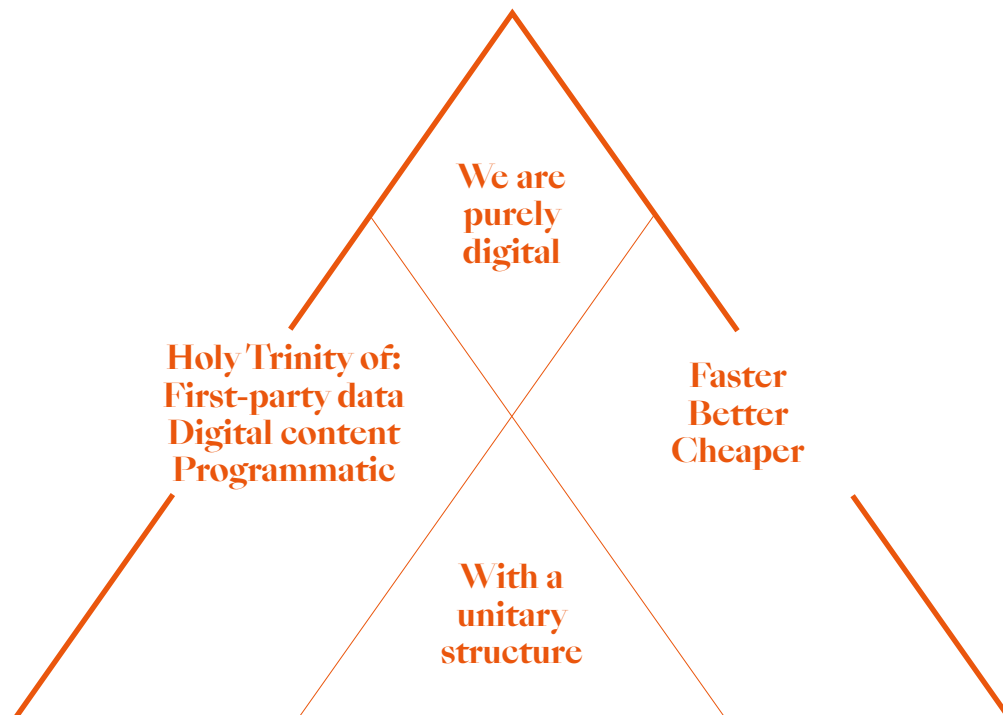 We are
purely
digital
Holy Trinity of:
First-party data
Digital content
Programmatic
Faster
Better
Cheaper
With a
unitary
structure